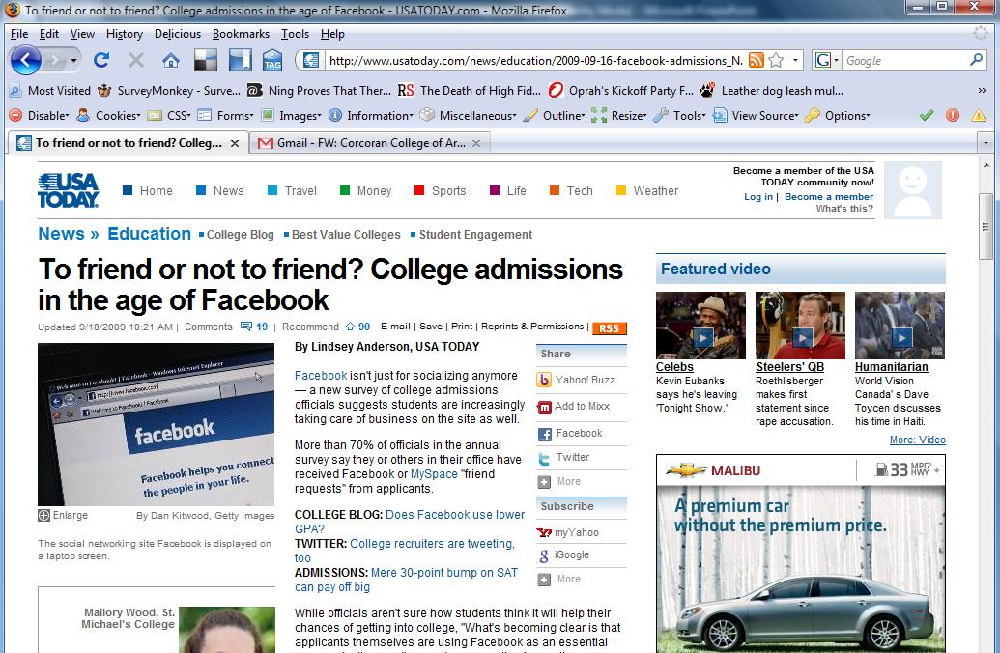 To friend or not to friend? College admissions in the age of Facebook - USATODAY.com - Mozilla Firefox
File Edit View History Delicious Bookmarks Tools Help
http://www.usatoday.com/news/education/2009-09-16-facebook-admissions_N.
G Google
Most Visited SurveyMonkey - Surve... Ning Proves That Ther... RS The Death of High Fid... Oprah's Kickoff Party F... Leather dog leash mul... »
Disable Cookies CSS Forms Images Information Miscellaneous Outline Resize Tools View Source Options
To friend or not to friend? Colleg... Gmail - FW: Corcoran College of Ar...
USA TODAY.
Home News Travel Money Sports Life Tech Weather
Become a member of the USA
TODAY community now!
Log in | Become a member
What's this?
News » Education College Blog Best Value Colleges Student Engagement
To friend or not to friend? College admissions
in the age of Facebook
Updated 9/18/2009 10:21 AM | Comments 19 | Recommend 90 E-mail | Save | Print | Reprints & Permissions | RSS
Welcome to Facebook! | Facebook - Windows Internet Explorer
http://www.facebook.com/
Welcome to Facebook! | Facebook
facebook
Facebook helps you connect
the people in your life.
Enlarge By Dan Kitwood, Getty Images
The social networking site Facebook is displayed on
a laptop screen.
Mallory Wood, St.
Michael's College
By Lindsey Anderson, USA TODAY
Facebook isn't just for socializing anymore
— a new survey of college admissions
officials suggests students are increasingly
taking care of business on the site as well.
More than 70% of officials in the annual
survey say they or others in their office have
received Facebook or MySpace "friend
requests" from applicants.
COLLEGE BLOG: Does Facebook use lower
GPA?
TWITTER: College recruiters are tweeting,
too
ADMISSIONS: Mere 30-point bump on SAT
can pay off big
While officials aren't sure how students think it will help their
chances of getting into college, "What's becoming clear is that
applicants themselves are using Facebook as an essential
Share
Yahoo! Buzz
Add to Mixx
Facebook
Twitter
More
Subscribe
myYahoo
iGoogle
More
Featured video
Celebs
Kevin Eubanks
says he's leaving
'Tonight Show.'
Steelers' QB
Roethlisberger
makes first
statement since
rape accusation.
Humanitarian
World Vision
Canada' s Dave
Toycen discusses
his time in Haiti.
More: Video
MALIBU 33 MPG HWY
A premium car
without the premium price.